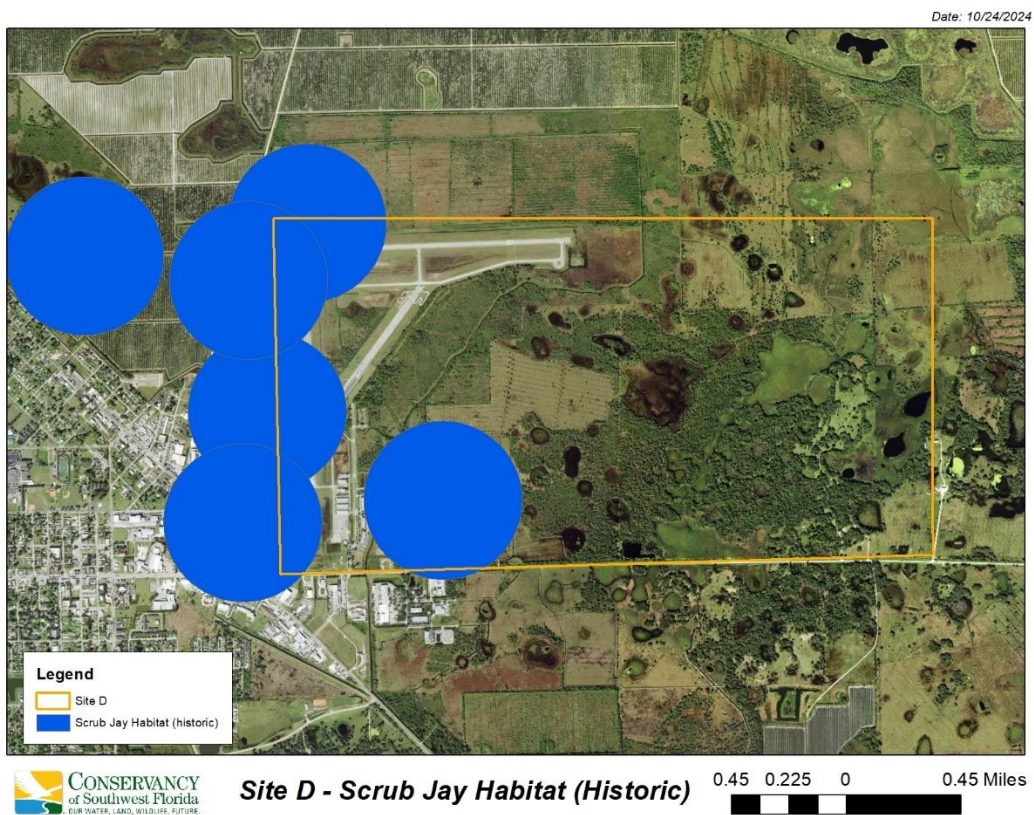 Date: 10/24/2024
Legend
Site D
Scrub Jay Habitat (historic)
CONSERVANCY
of Southwest Florida
OUR WATER, LAND, WILDLIFE, FUTURE.
Site D - Scrub Jay Habitat (Historic)
0.45 0.225 0 0.45 Miles